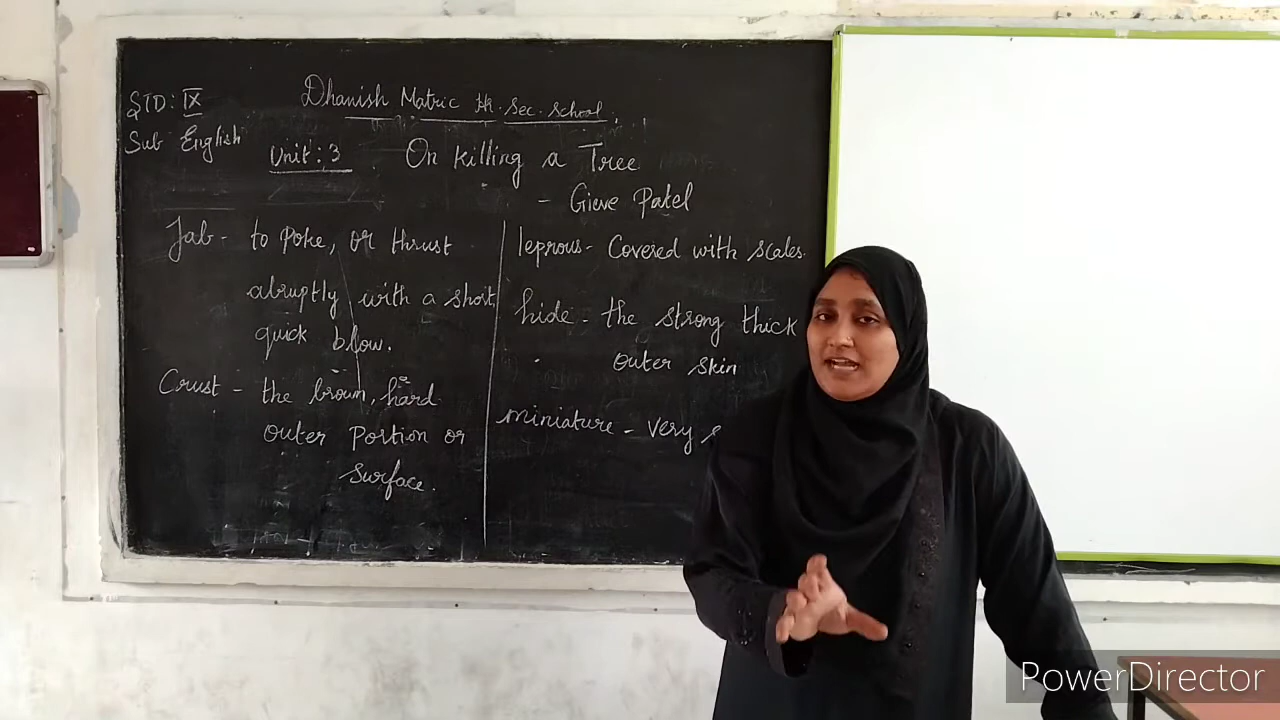 STD: IX
Dhanish Matric Hr. Sec. School.
Sub English
Unit: 3
On killing a Tree
- Gieve Patel
Jab - to poke, or thrust
abruptly with a short,
quick blow.
Crust - the brown, hard
outer portion or
surface.
leprous - Covered with scales.
hide - the strong thick
outer skin
miniature - very
PowerDirector